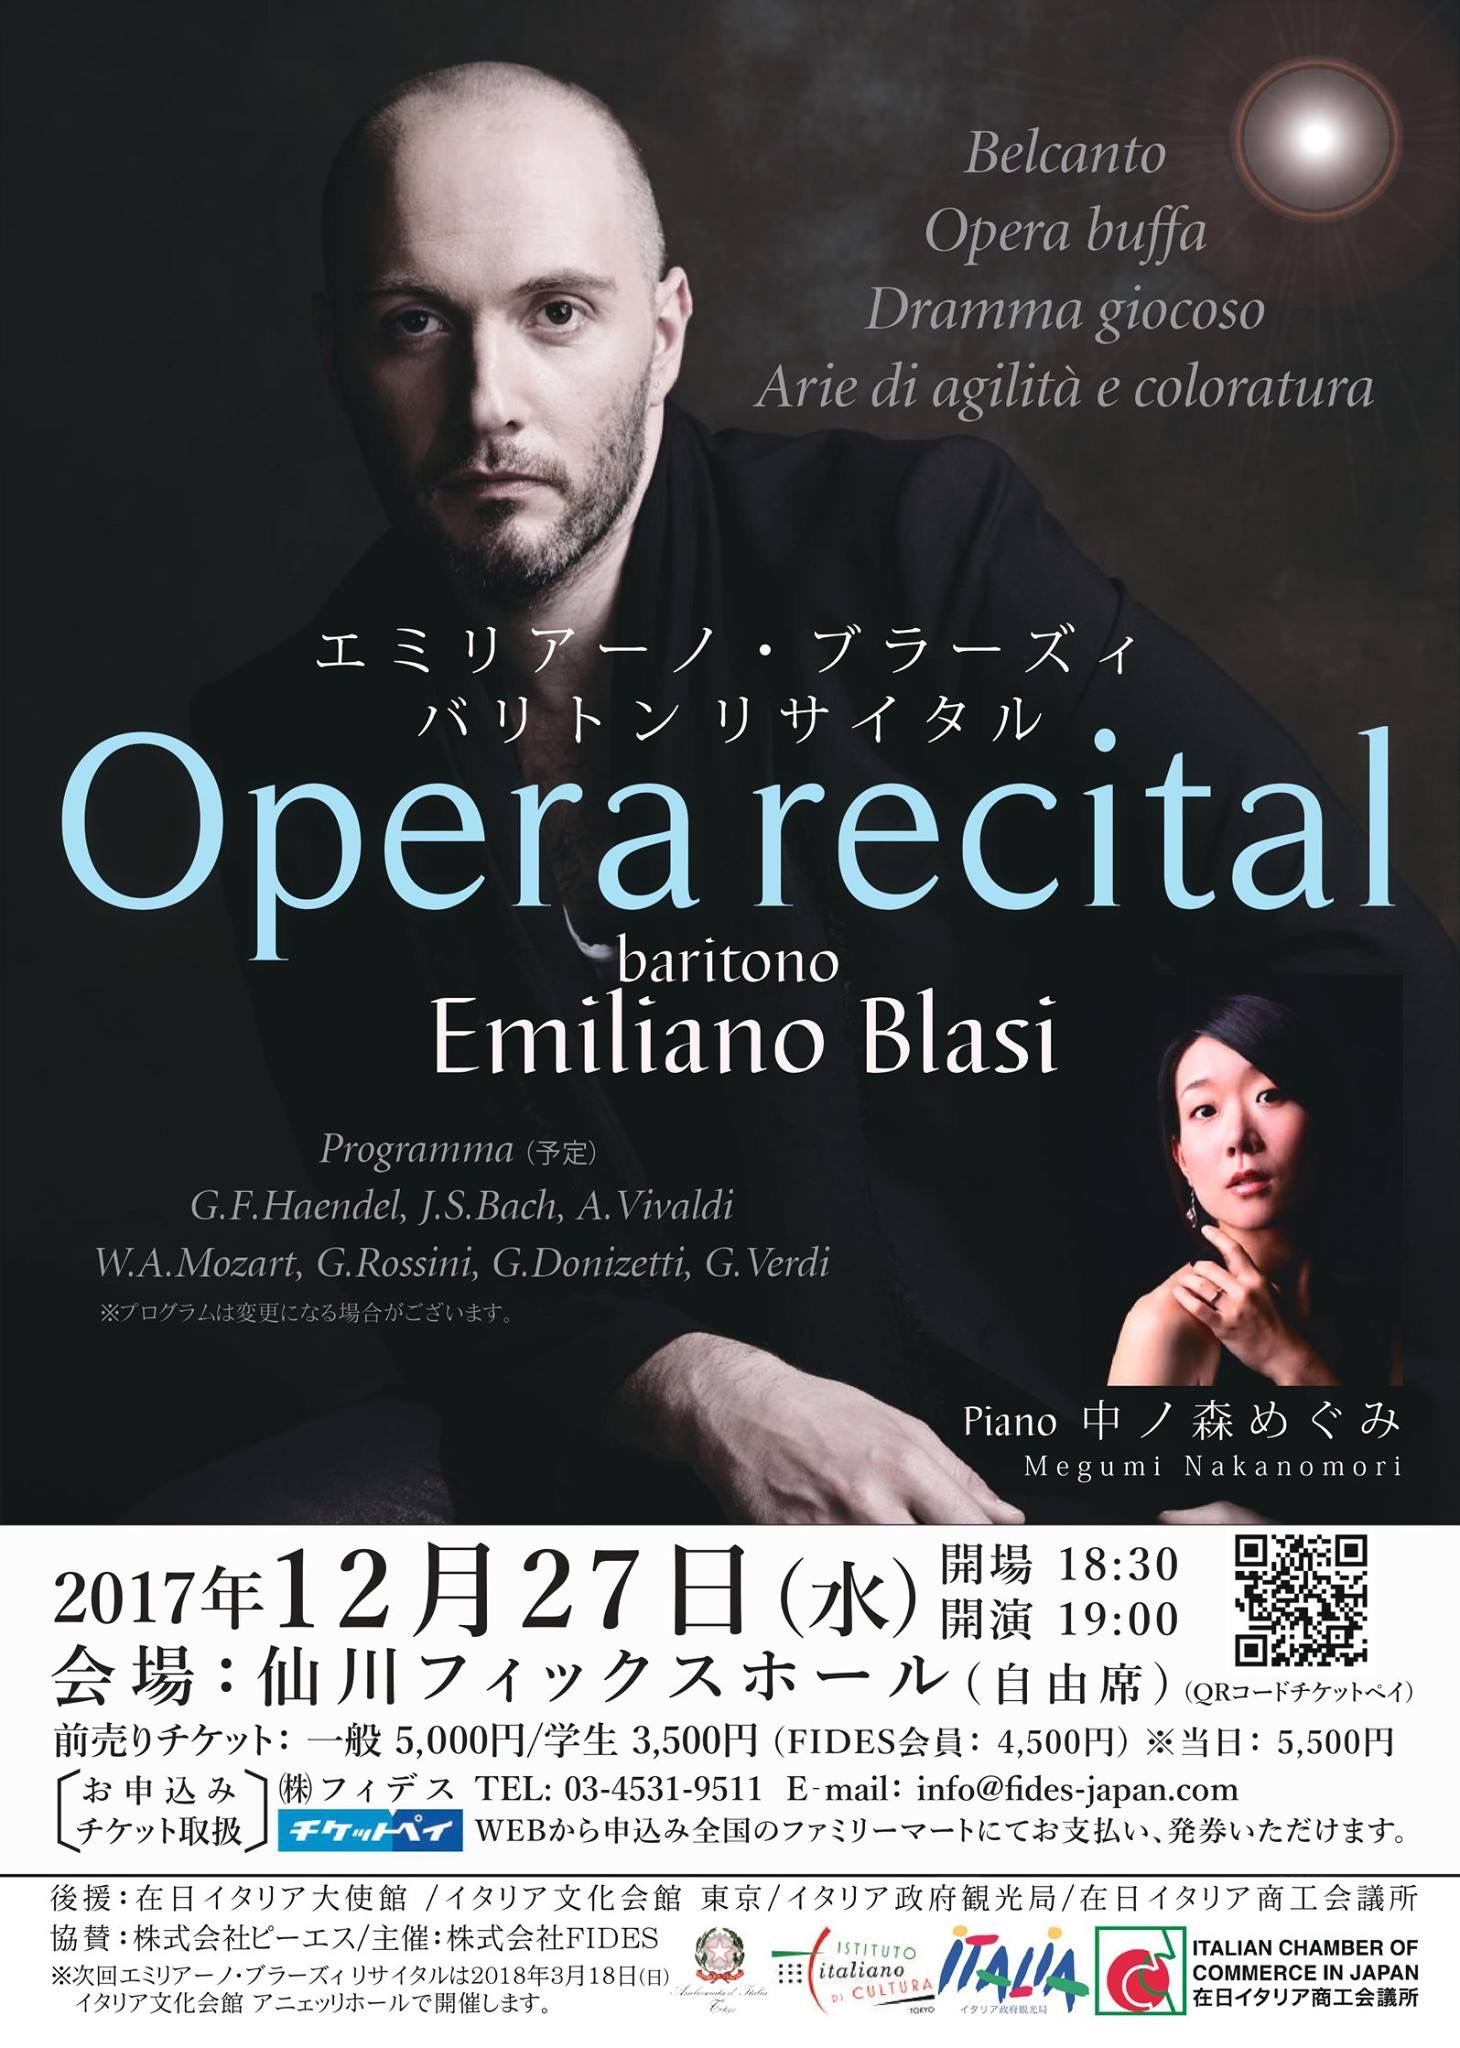 Belcanto
Opera buffa
Dramma giocoso
Arie di agilità e coloratura
エミリアーノ・ブラーズィ
バリトンリサイタル
Opera recital
baritono
Emiliano Blasi
Programma (予定)
G.F.Haendel, J.S.Bach, A.Vivaldi
W.A.Mozart, G.Rossini, G.Donizetti, G.Verdi
※プログラムは変更になる場合がございます。
Piano 中ノ森めぐみ
Megumi Nakanomori
2017年12月27日(水)
開場 18:30
開演 19:00
会場:仙川フィックスホール(自由席)
(QRコードチケットペイ)
前売りチケット: 一般 5,000円/学生 3,500円 (FIDES会員: 4,500円) ※当日: 5,500円
お申込み
チケット取扱
㈱フィデス TEL: 03-4531-9511 E-mail: info@fides-japan.com
チケットペイ WEBから申込み全国のファミリーマートにてお支払い、発券いただけます。
後援:在日イタリア大使館 /イタリア文化会館 東京/イタリア政府観光局/在日イタリア商工会議所
協賛:株式会社ピーエス/主催:株式会社FIDES
※次回エミリアーノ・ブラーズィリサイタルは2018年3月18日(日)
イタリア文化会館 アニェッリホールで開催します。
Ambasciata d'Italia
Tokyo
ISTITUTO
italiano
DI CULTURA
TOKYO
ITALIA
イタリア政府観光局
ITALIAN CHAMBER OF
COMMERCE IN JAPAN
在日イタリア商工会議所